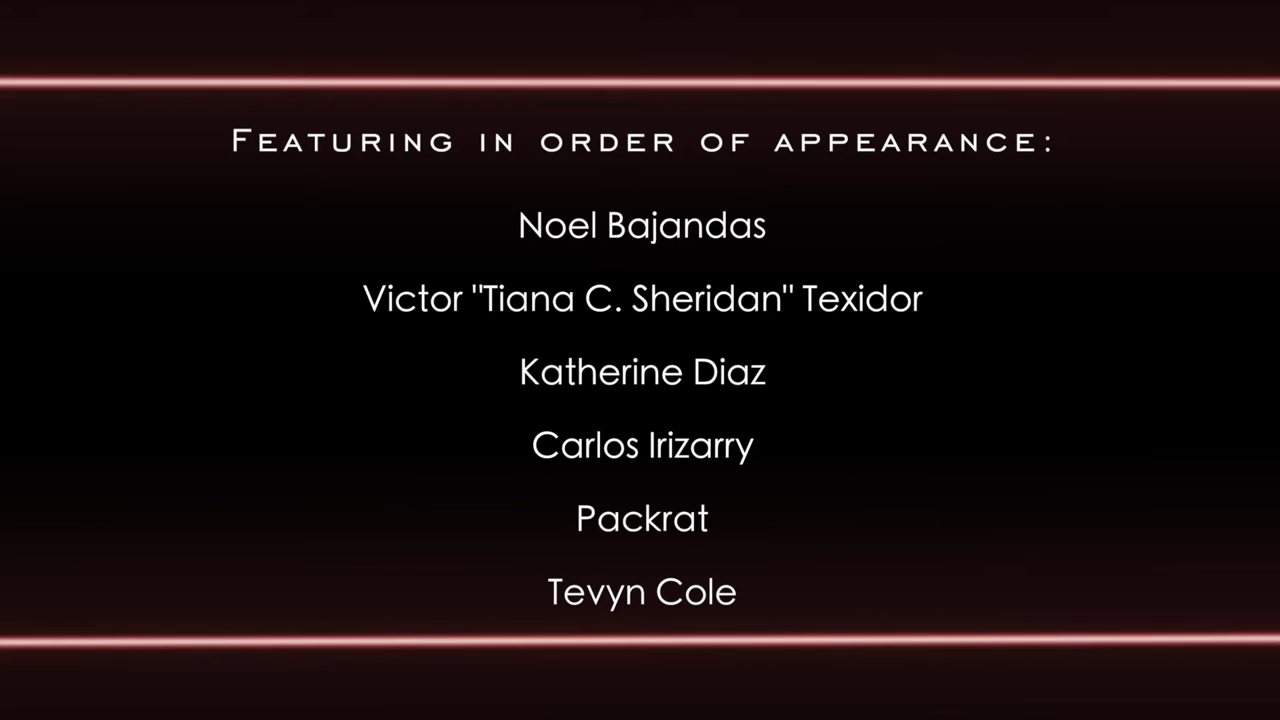 Featuring in order of appearance:
Noel Bajandas
Victor "Tiana C. Sheridan" Texidor
Katherine Diaz
Carlos Irizarry
Packrat
Tevyn Cole